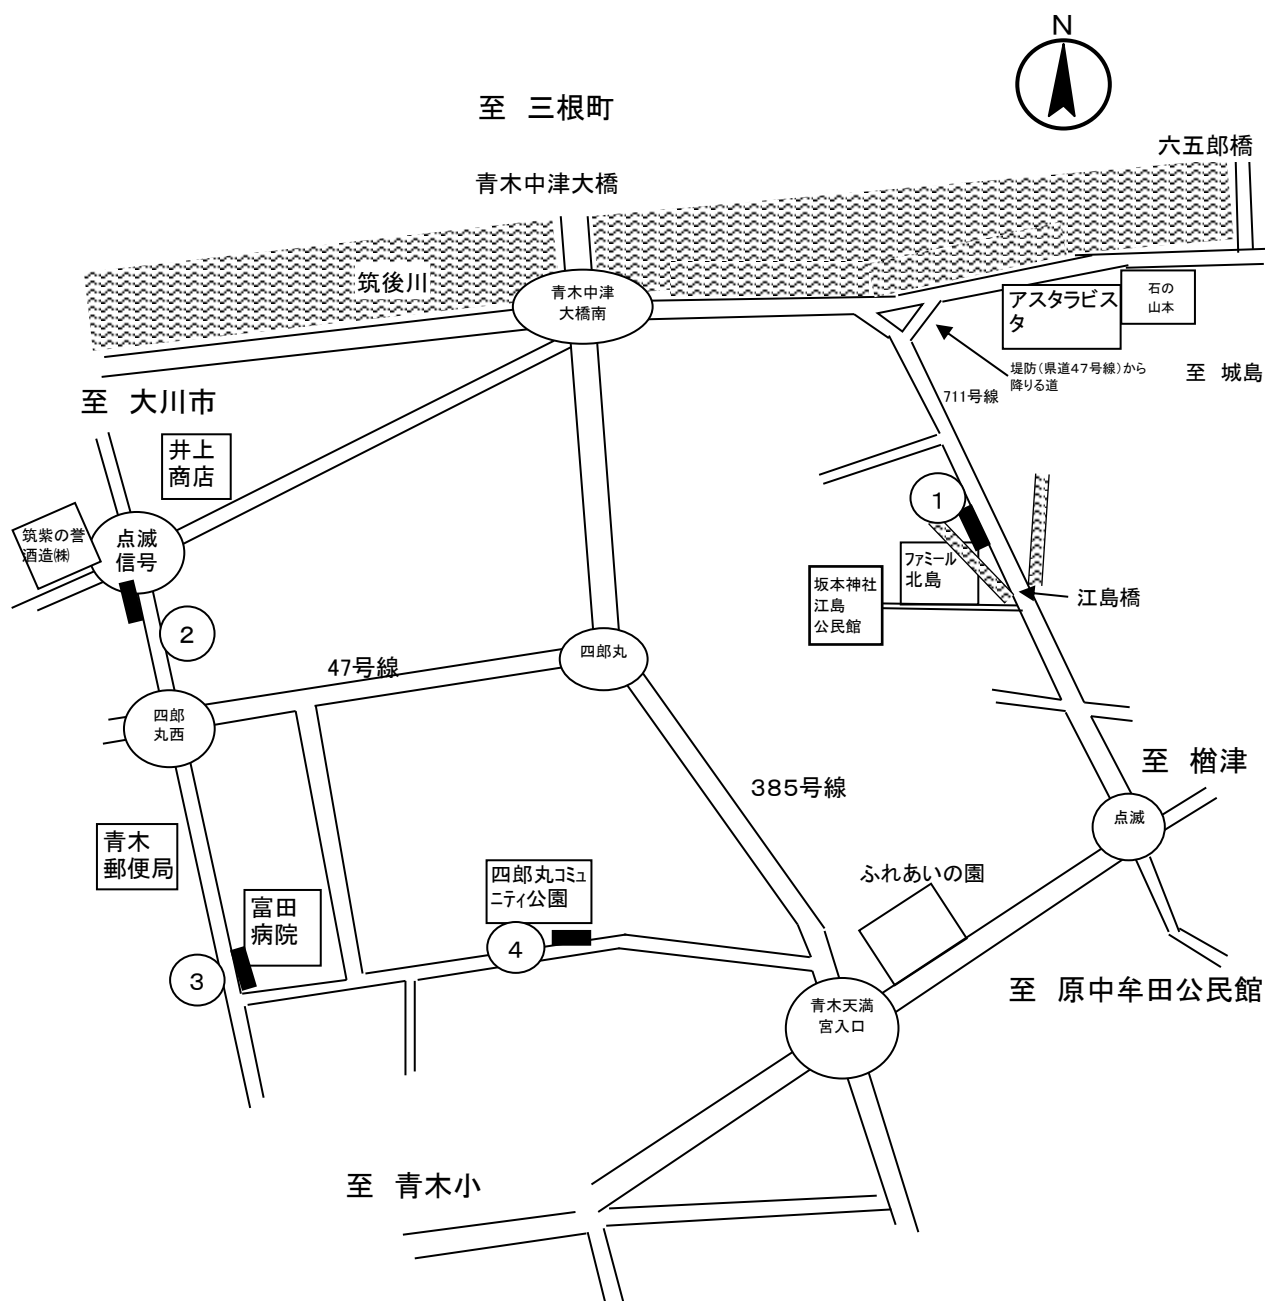 N
至　三根町
六五郎橋
青木中津大橋
筑後川
青木中津
大橋南
アスタラビス
タ
石の
山本
堤防（県道47号線）から
降りる道
至　城島
711号線
至　大川市
井上
商店
筑紫の誉
酒造㈱
点滅
信号
1
ﾌｧﾐｰﾙ
北島
坂本神社
江島
公民館
江島橋
2
47号線
四郎丸
四郎
丸西
至　楢津
385号線
点滅
青木
郵便局
四郎丸ｺﾐｭ
ﾆﾃｨ公園
ふれあいの園
富田
病院
4
3
至　原中牟田公民館
青木天満
宮入口
至　青木小